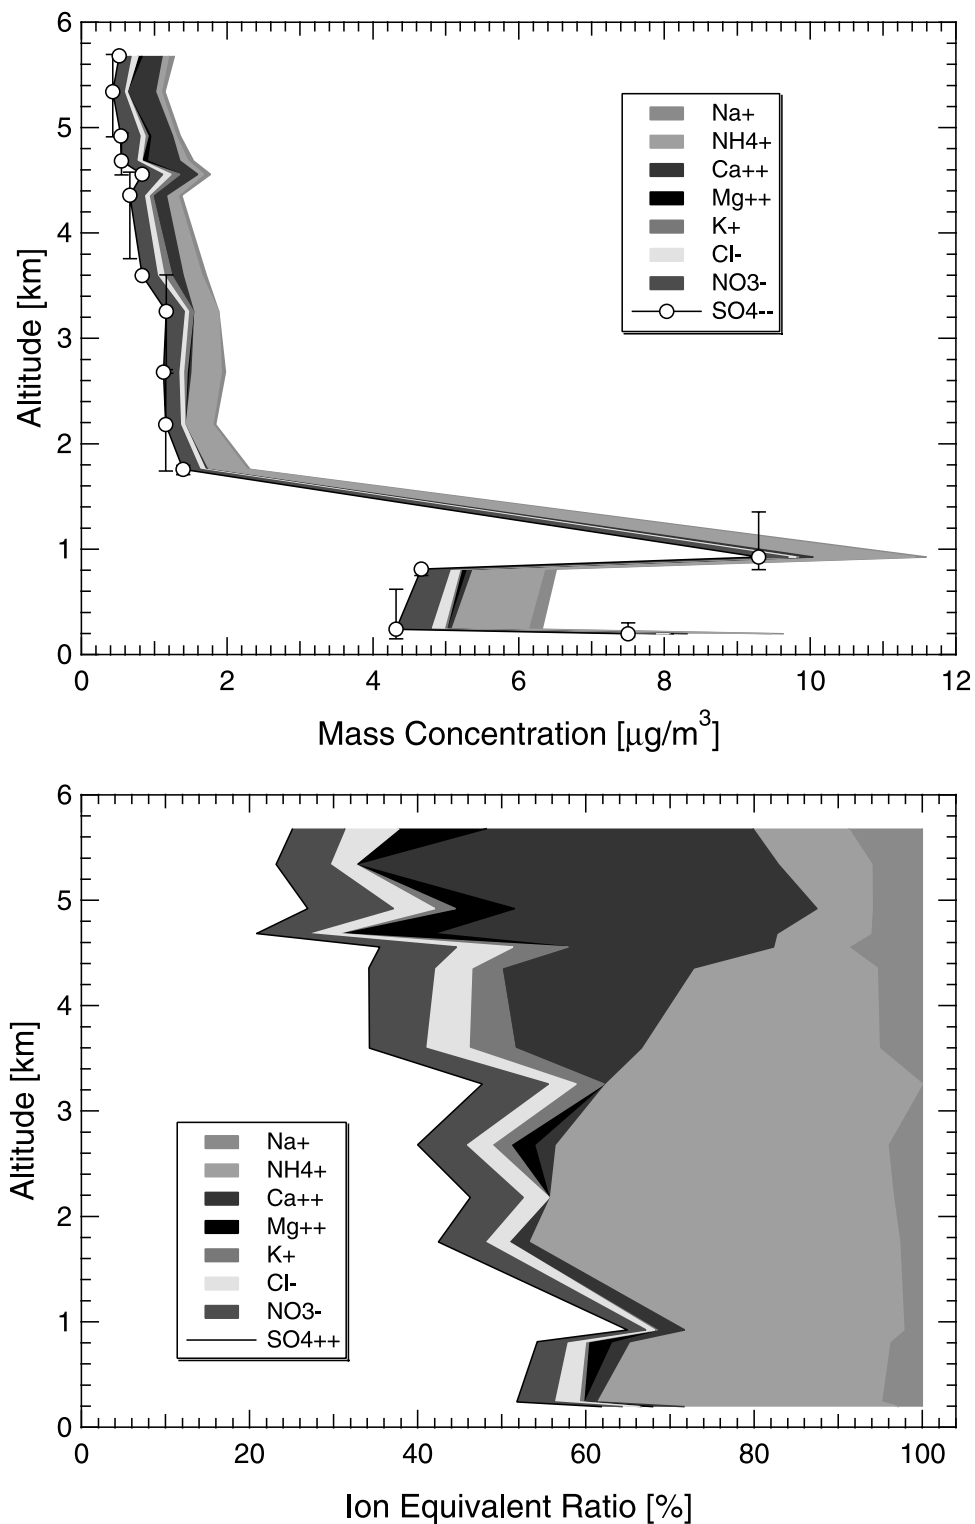 6
5
4
3
2
1
0
Altitude [km]
Na+
NH4+
Ca++
Mg++
K+
Cl-
NO3-
SO4--
0 2 4 6 8 10 12
Mass Concentration [μg/m3]
6
5
4
3
2
1
0
Altitude [km]
Na+
NH4+
Ca++
Mg++
K+
Cl-
NO3-
SO4++
0 20 40 60 80 100
Ion Equivalent Ratio [%]